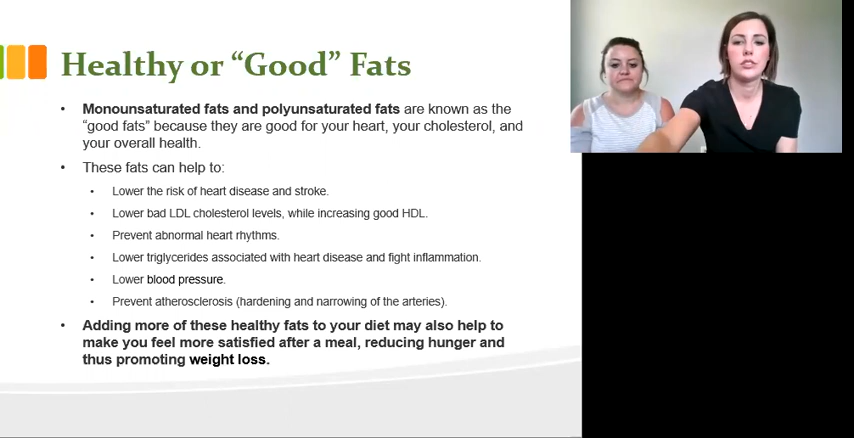 Healthy or “Good” Fats
• Monounsaturated fats and polyunsaturated fats are known as the
“good fats” because they are good for your heart, your cholesterol, and
your overall health.
• These fats can help to:
• Lower the risk of heart disease and stroke.
• Lower bad LDL cholesterol levels, while increasing good HDL.
• Prevent abnormal heart rhythms.
• Lower triglycerides associated with heart disease and fight inflammation.
• Lower blood pressure.
• Prevent atherosclerosis (hardening and narrowing of the arteries).
• Adding more of these healthy fats to your diet may also help to
make you feel more satisfied after a meal, reducing hunger and
thus promoting weight loss.